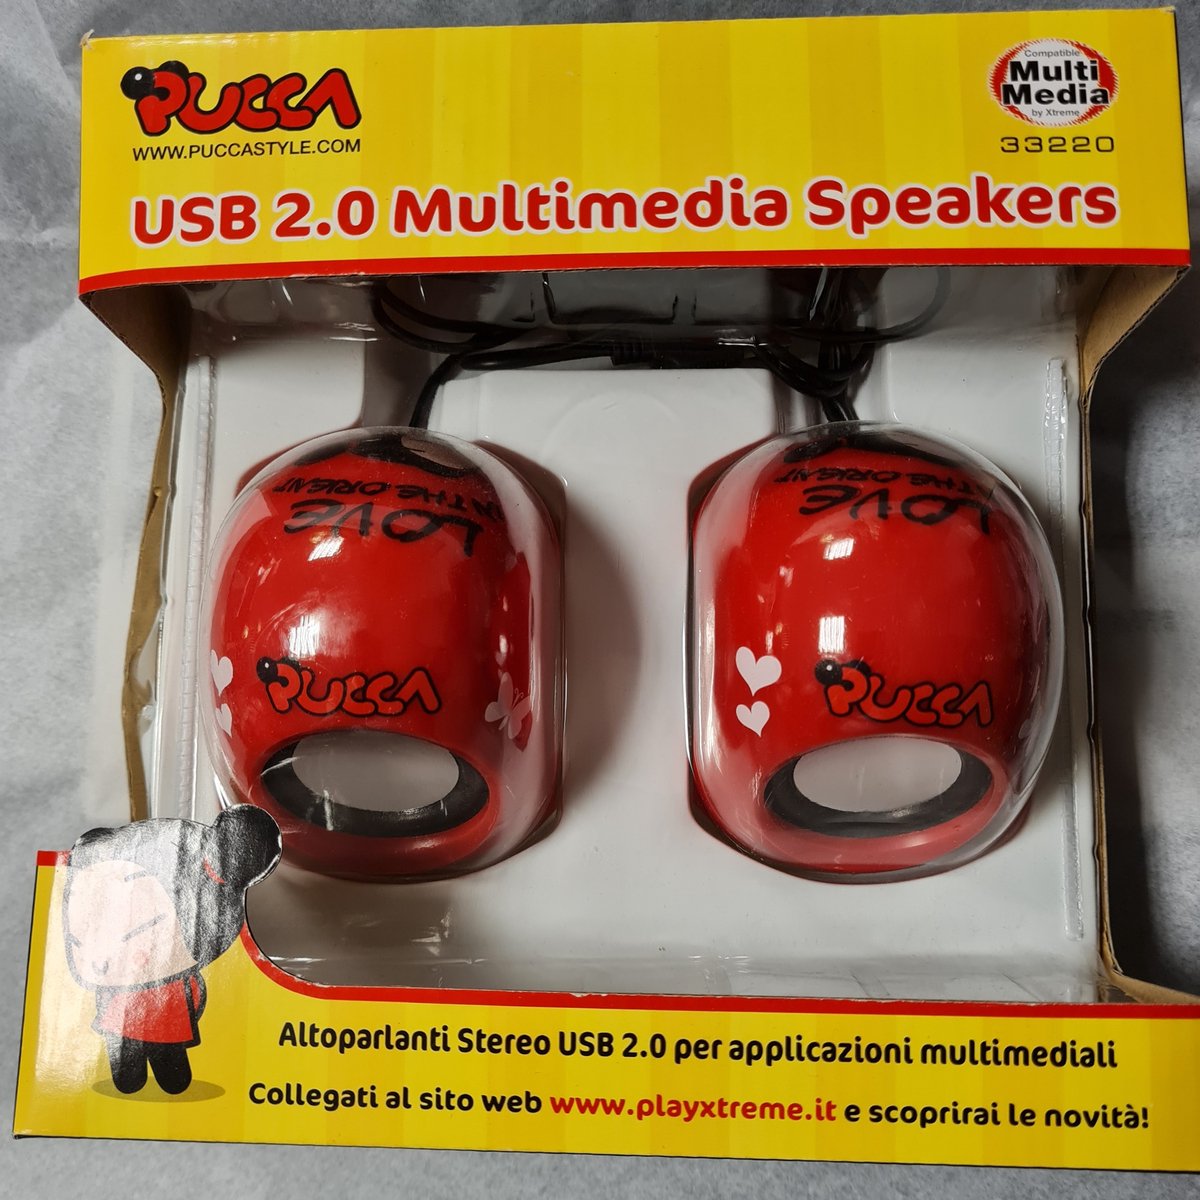 PUCCA
WWW.PUCCASTYLE.COM
Compatible
Multi
Media
by Xtreme
33220
USB 2.0 Multimedia Speakers
LOVE
IN THE ORIENT
LOVE
IN THE ORIENT
PUCCA
PUCCA
Altoparlanti Stereo USB 2.0 per applicazioni multimediali
Collegati al sito web www.playxtreme.it e scoprirai le novità!